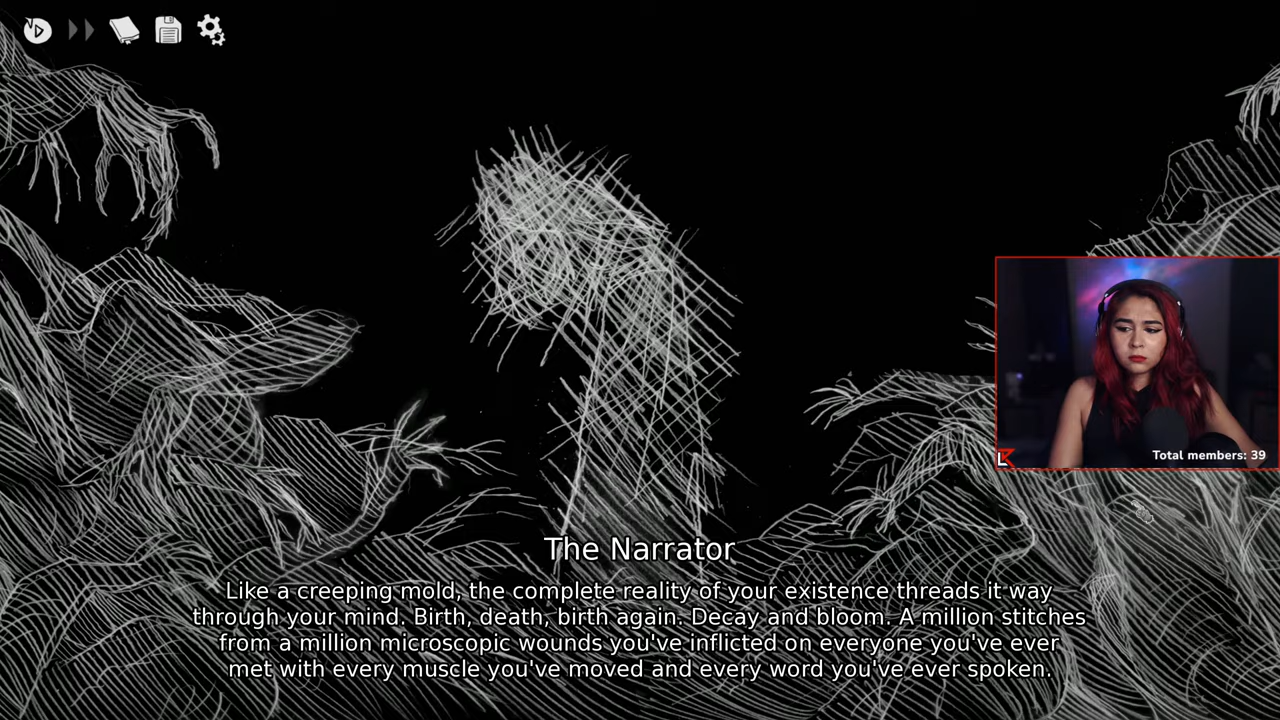 Total members: 39
The Narrator
Like a creeping mold, the complete reality of your existence threads it way
through your mind. Birth, death, birth again. Decay and bloom. A million stitches
from a million microscopic wounds you've inflicted on everyone you've ever
met with every muscle you've moved and every word you've ever spoken.